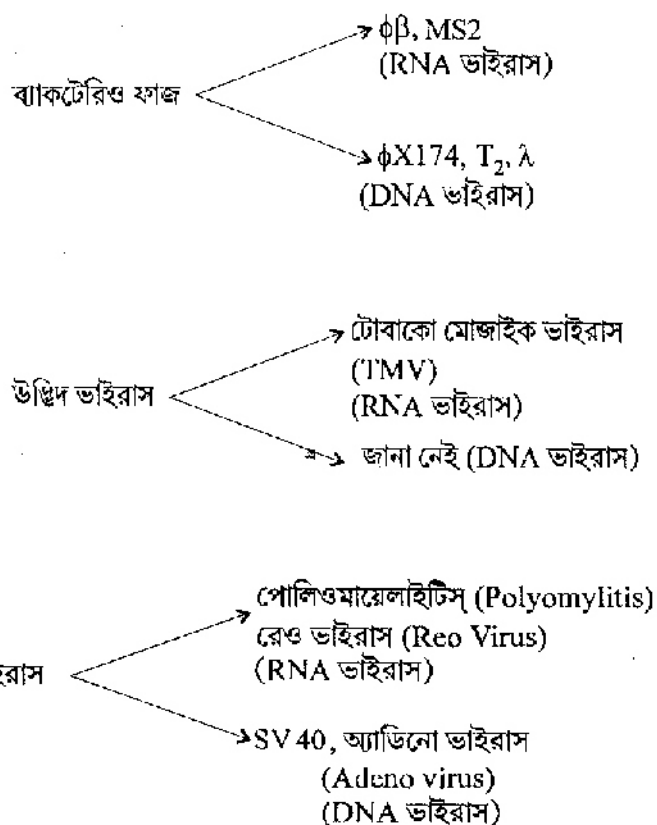 φβ, MS2
(RNA ভাইরাস)
ব্যাকটেরিও ফাজ
φX174, T₂, λ
(DNA ভাইরাস)
টোবাকো মোজাইক ভাইরাস
(TMV)
(RNA ভাইরাস)
উদ্ভিদ ভাইরাস
জানা নেই (DNA ভাইরাস)
পোলিওমায়েলাইটিস্ (Polyomylitis)
রেও ভাইরাস (Reo Virus)
(RNA ভাইরাস)
SV 40, অ্যাডিনো ভাইরাস
(Adeno virus)
(DNA ভাইরাস)